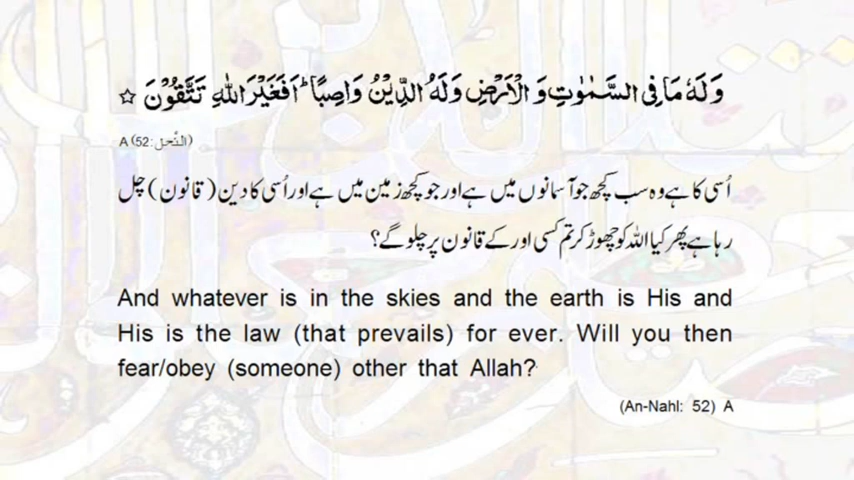 وَلَهٗ مَا فِی السَّمٰوٰتِ وَ الْاَرْضِ وَلَهُ الدِّیْنُ وَاصِبًا ؕ اَفَغَیْرَ اللّٰهِ تَتَّقُوْنَ ☆
(النّحل:52) A
اُسی کا ہے وہ سب کچھ جو آسمانوں میں ہے اور جو کچھ زمین میں ہے اور اُسی کا دین (قانون) چل
رہا ہے پھر کیا اللہ کو چھوڑ کر تم کسی اور کے قانون پر چلو گے؟
And whatever is in the skies and the earth is His and
His is the law (that prevails) for ever. Will you then
fear/obey (someone) other that Allah?
(An-Nahl: 52) A